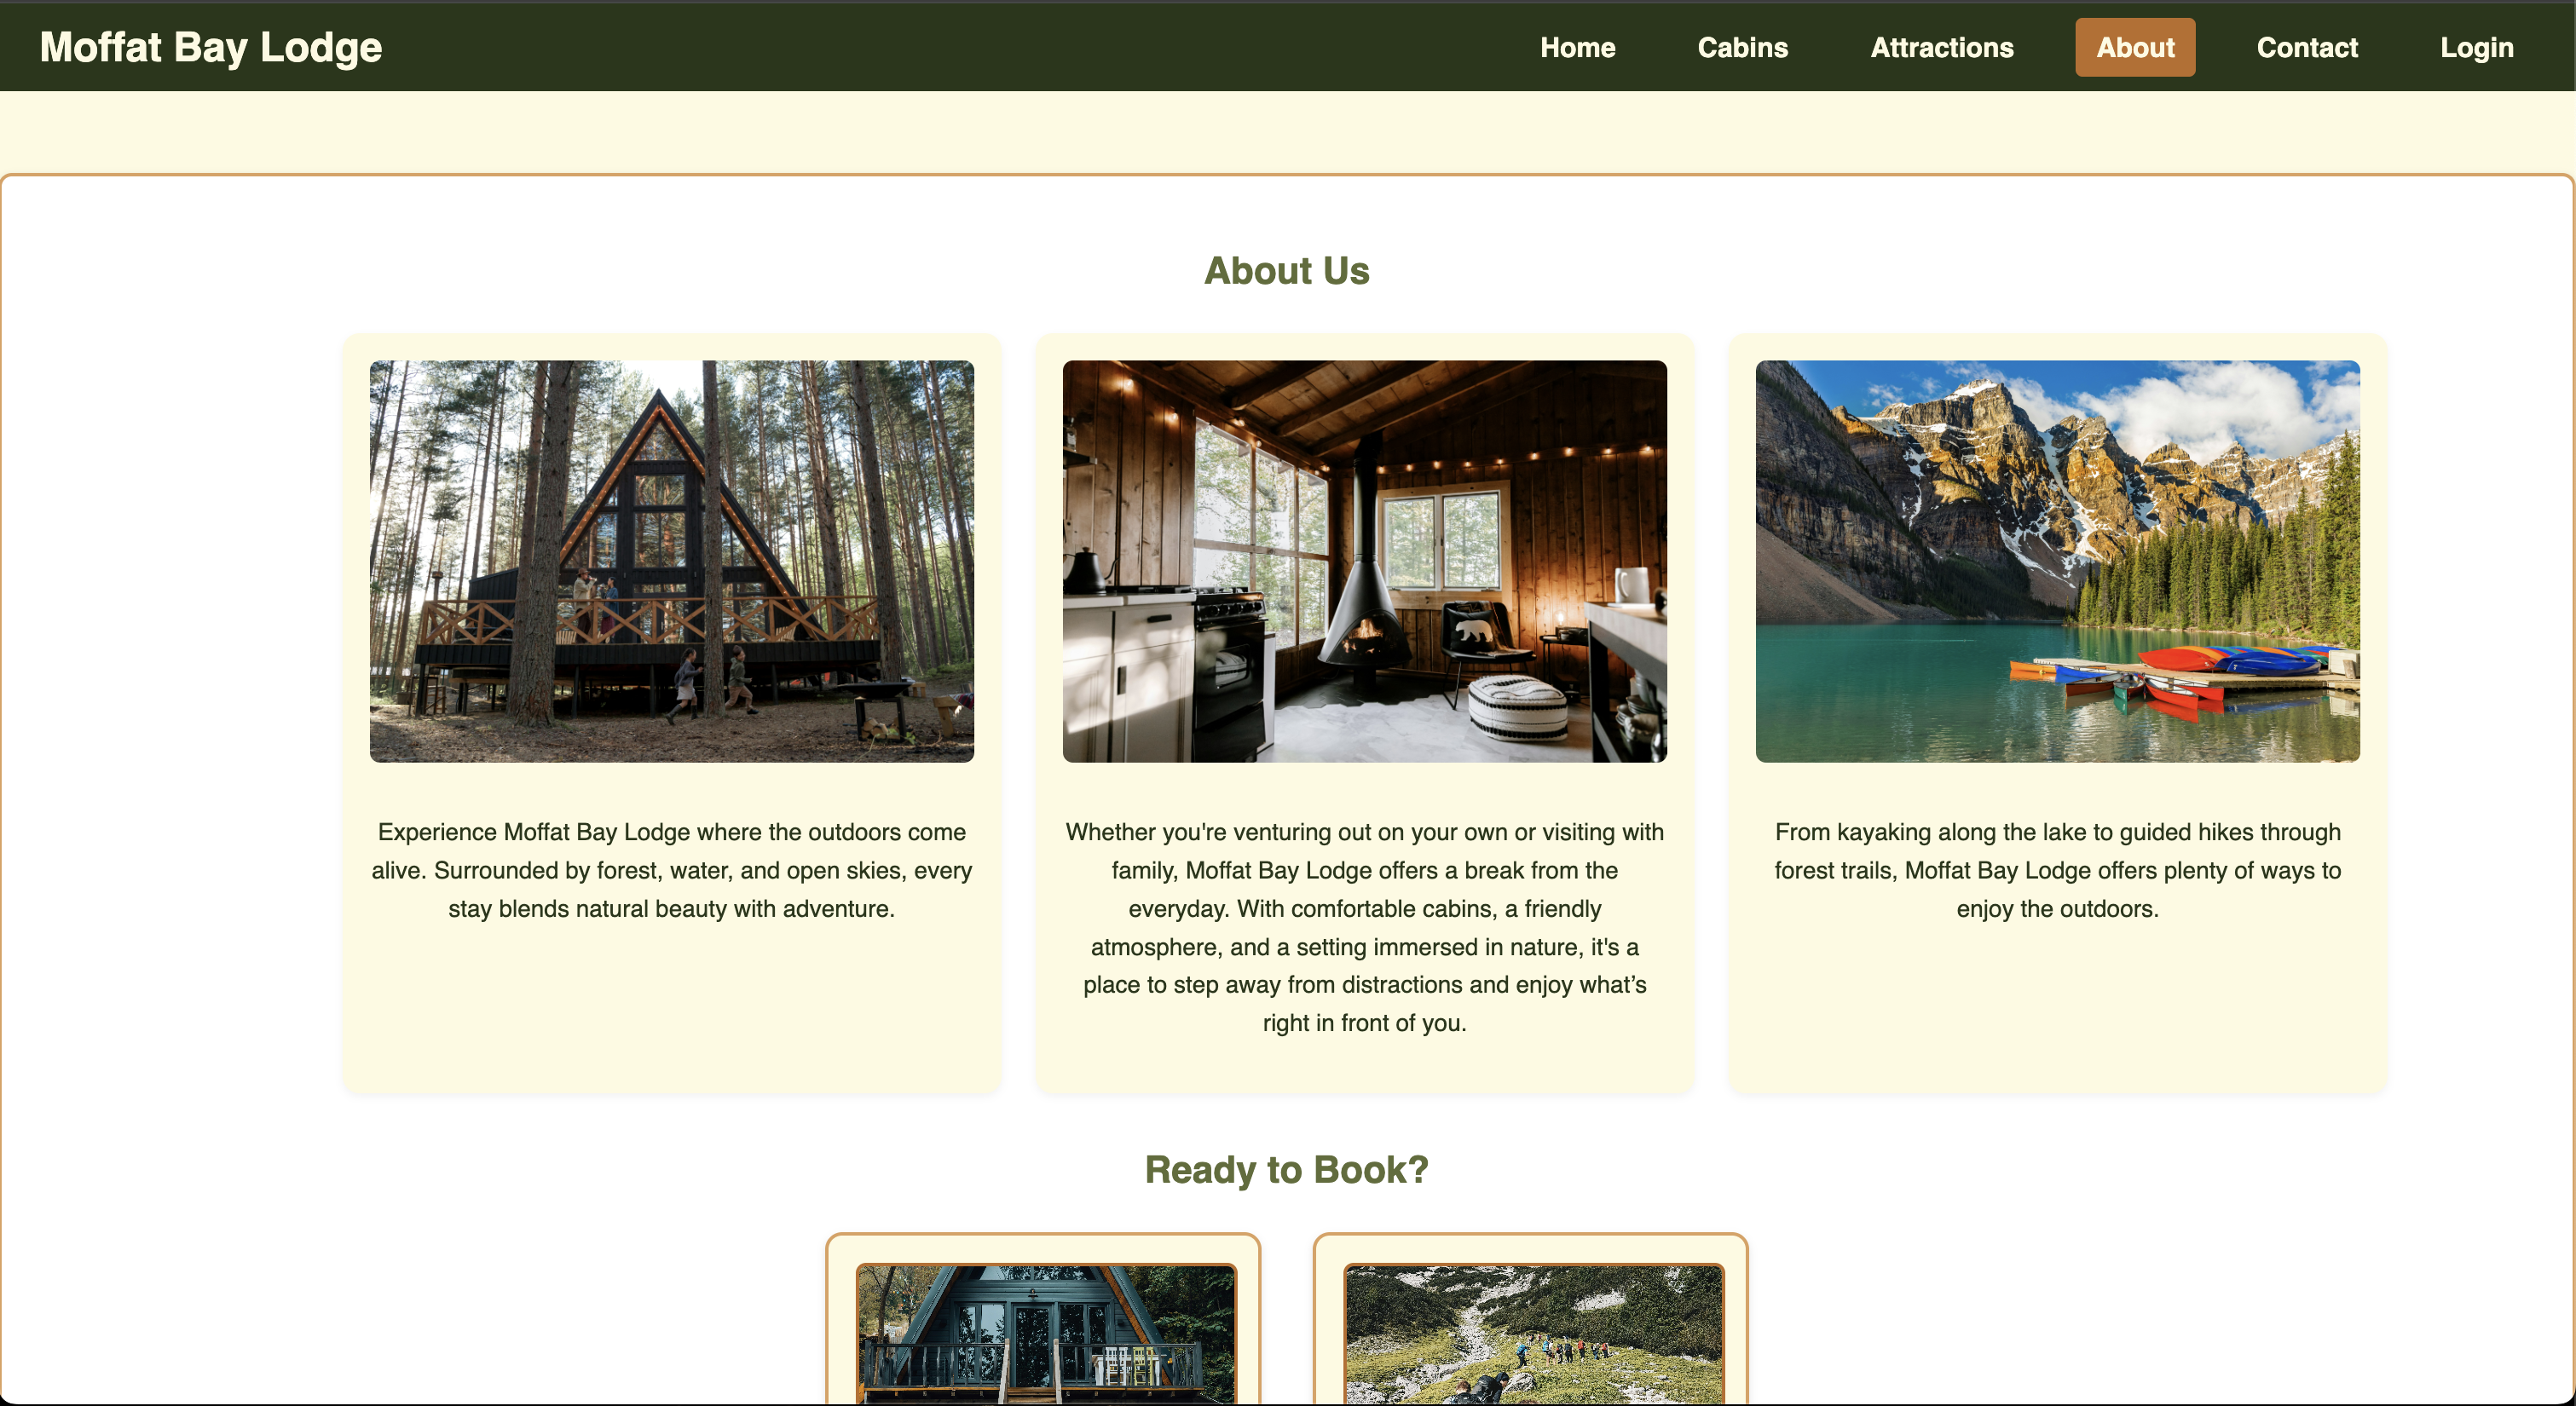 Moffat Bay Lodge
Home
Cabins
Attractions
About
Contact
Login
About Us
Experience Moffat Bay Lodge where the outdoors come
alive. Surrounded by forest, water, and open skies, every
stay blends natural beauty with adventure.
Whether you're venturing out on your own or visiting with
family, Moffat Bay Lodge offers a break from the
everyday. With comfortable cabins, a friendly
atmosphere, and a setting immersed in nature, it's a
place to step away from distractions and enjoy what’s
right in front of you.
From kayaking along the lake to guided hikes through
forest trails, Moffat Bay Lodge offers plenty of ways to
enjoy the outdoors.
Ready to Book?